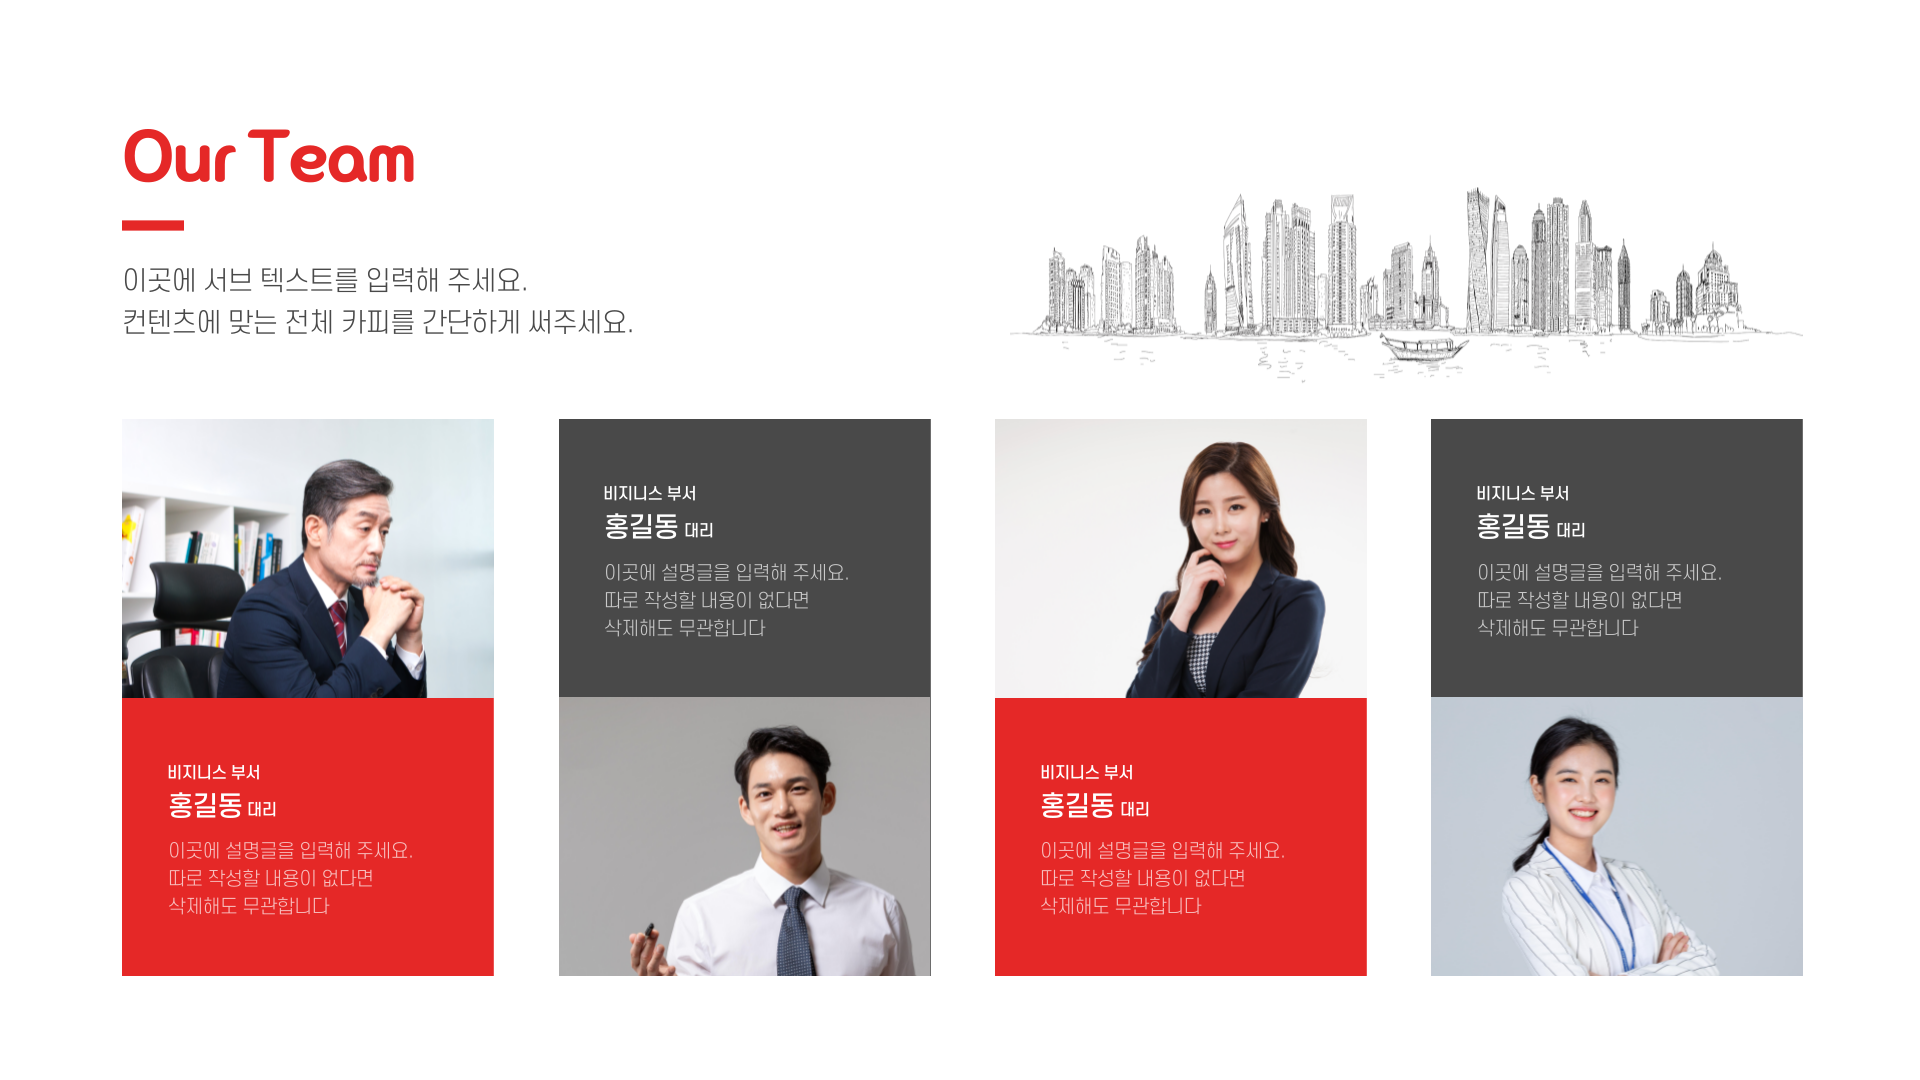 Our Team
이곳에 서브 텍스트를 입력해 주세요.
컨텐츠에 맞는 전체 카피를 간단하게 써주세요.
비지니스 부서
홍길동 대리
이곳에 설명글을 입력해 주세요.
따로 작성할 내용이 없다면
삭제해도 무관합니다
비지니스 부서
홍길동 대리
이곳에 설명글을 입력해 주세요.
따로 작성할 내용이 없다면
삭제해도 무관합니다
비지니스 부서
홍길동 대리
이곳에 설명글을 입력해 주세요.
따로 작성할 내용이 없다면
삭제해도 무관합니다
비지니스 부서
홍길동 대리
이곳에 설명글을 입력해 주세요.
따로 작성할 내용이 없다면
삭제해도 무관합니다